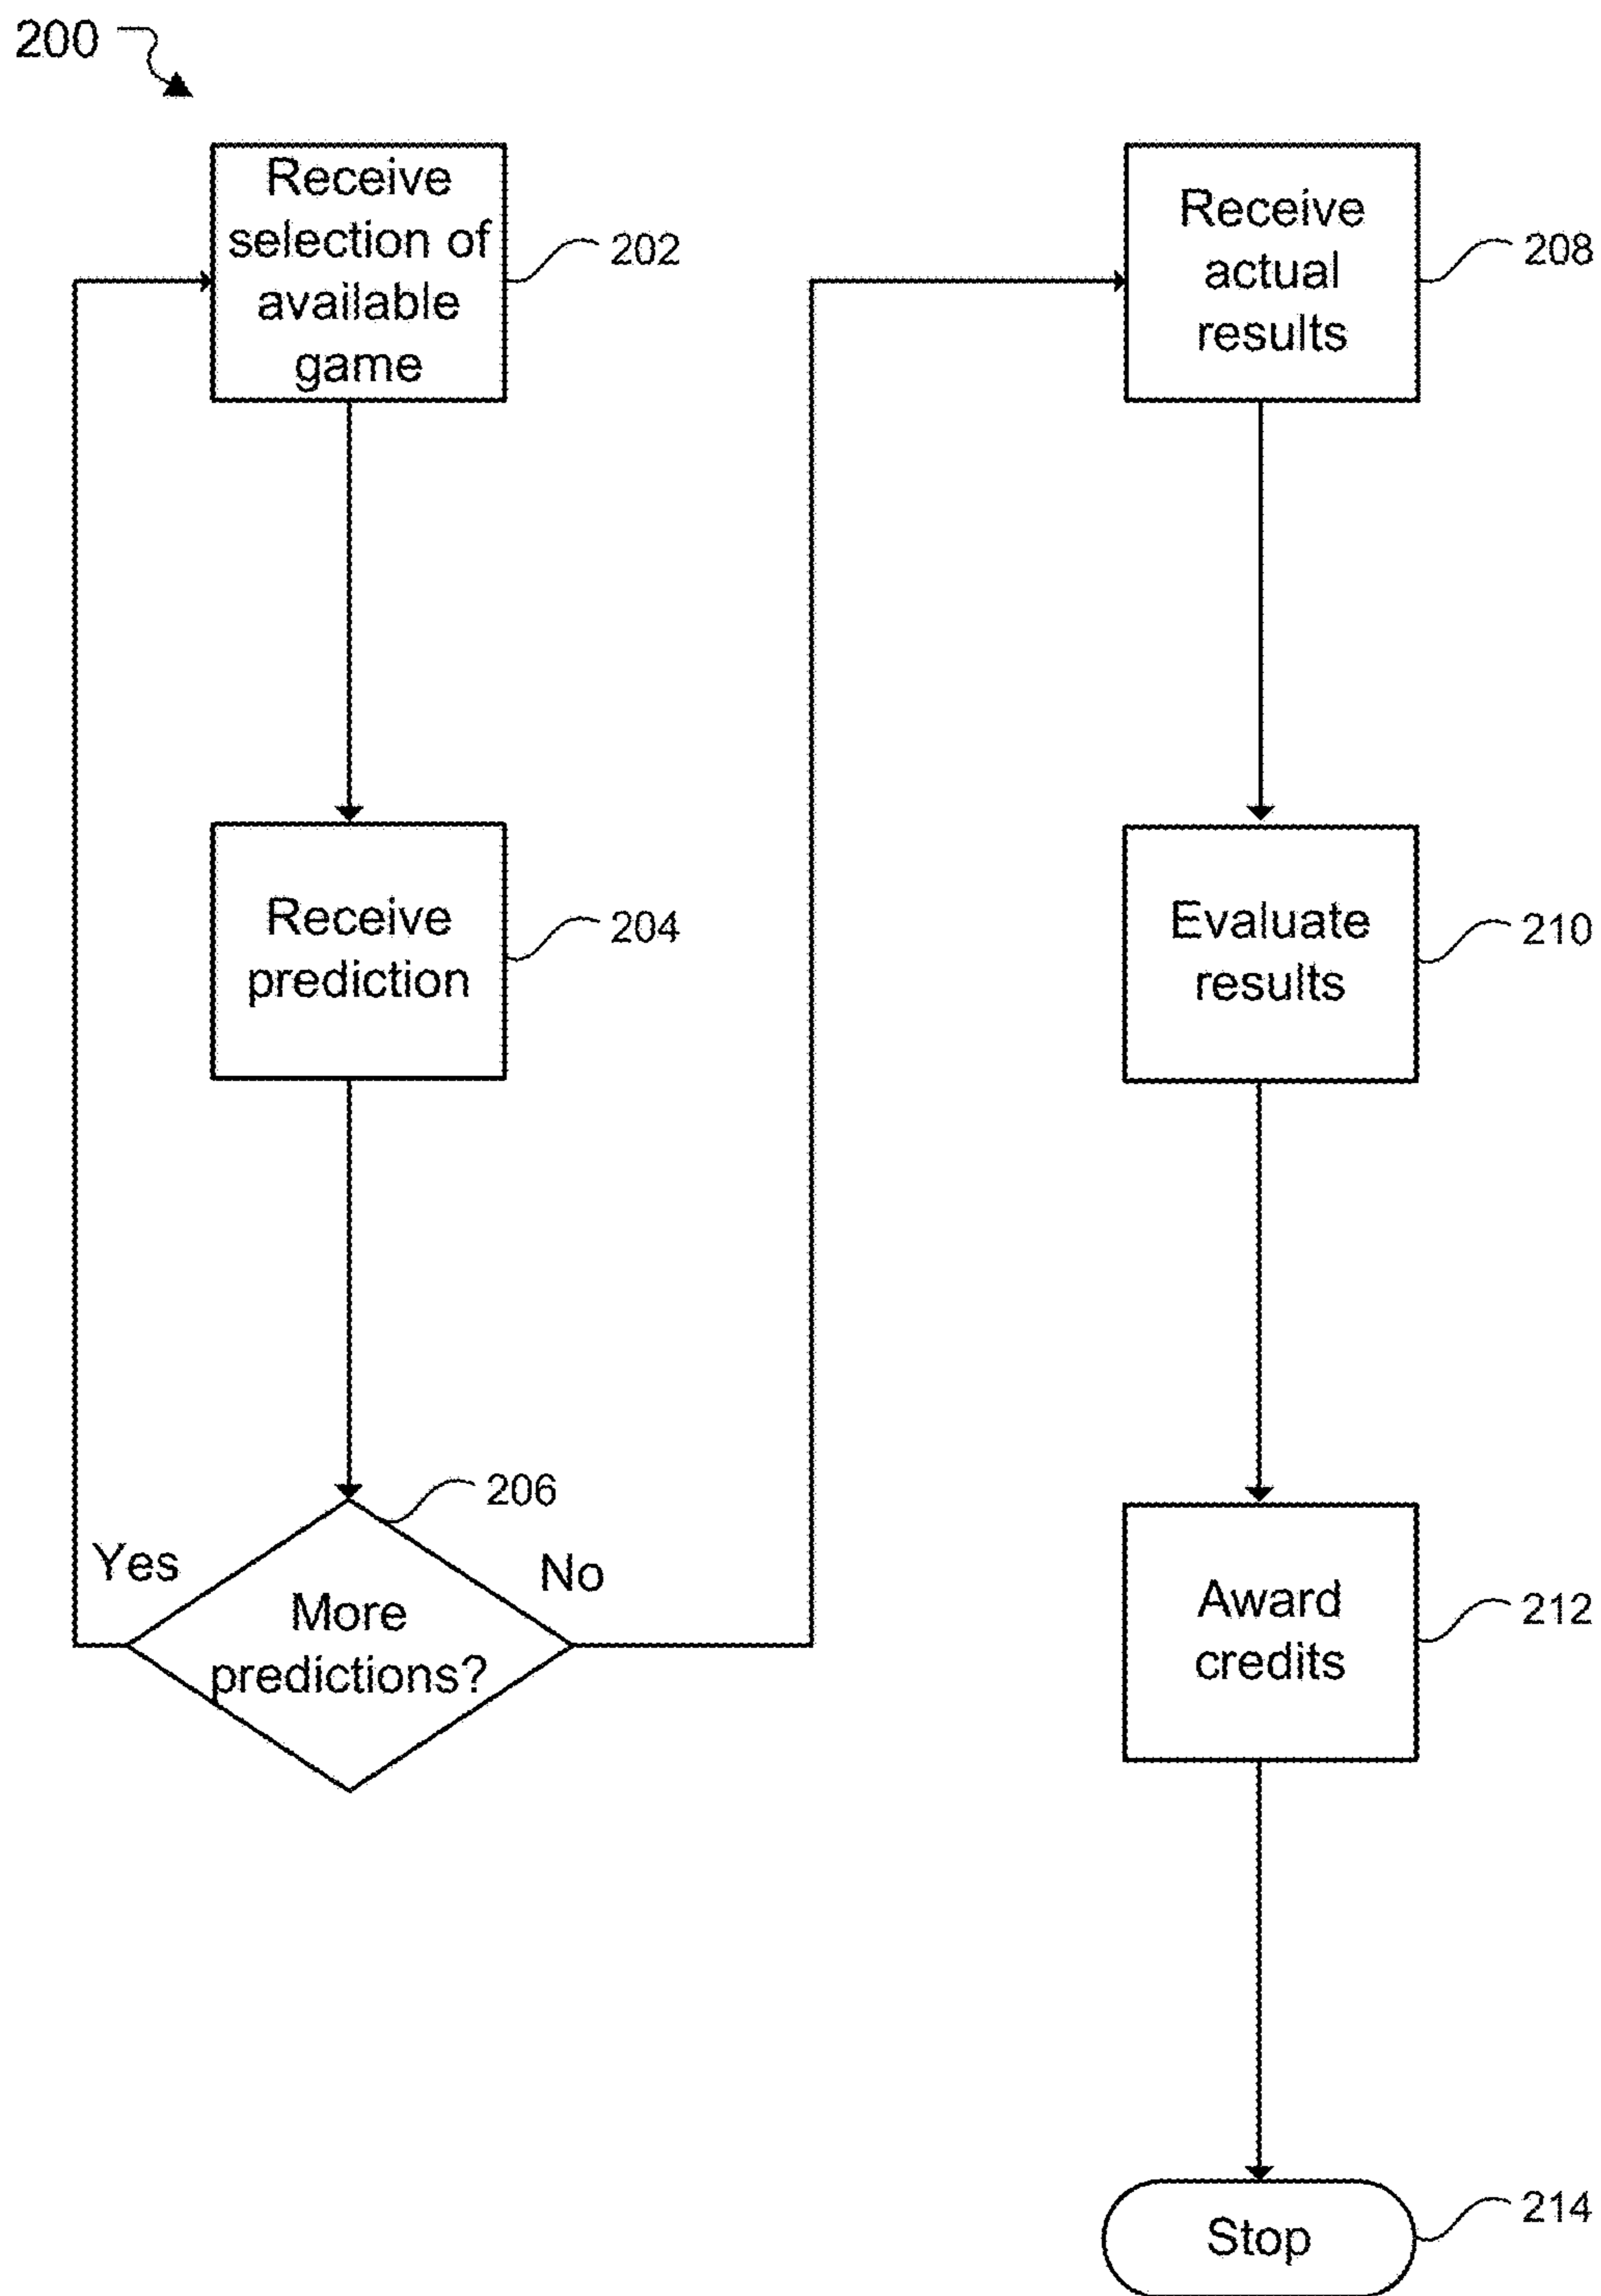 200
Receive
selection of
available
game
202
Receive
prediction
204
206
Yes
No
More
predictions?
Receive
actual
results
208
Evaluate
results
210
Award
credits
212
Stop
214